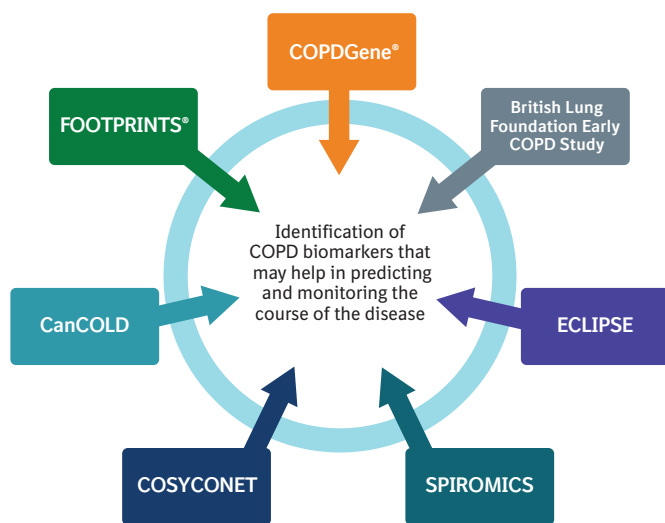 COPDGene®
FOOTPRINTS®
British Lung
Foundation Early
COPD Study
Identification of
COPD biomarkers that
may help in predicting
and monitoring the
course of the disease
CanCOLD
ECLIPSE
COSYCONET
SPIROMICS